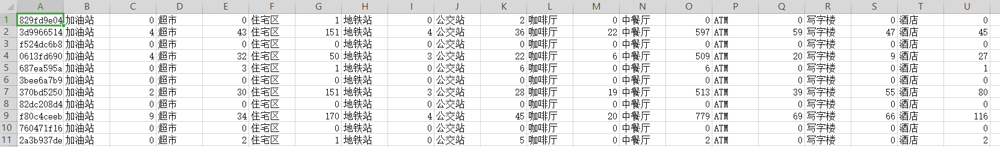 A B C D E F G H I J K L M N O P Q R S T U
1 829fd9e04 加油站 0 超市 0 住宅区 1 地铁站 0 公交站 2 咖啡厅 0 中餐厅 0 ATM 0 写字楼 0 酒店 0
2 3d9966514 加油站 4 超市 43 住宅区 151 地铁站 4 公交站 36 咖啡厅 22 中餐厅 597 ATM 59 写字楼 47 酒店 45
3 f524dc6b8 加油站 0 超市 0 住宅区 0 地铁站 0 公交站 0 咖啡厅 0 中餐厅 0 ATM 0 写字楼 0 酒店 0
4 0613fd690 加油站 4 超市 32 住宅区 50 地铁站 3 公交站 22 咖啡厅 6 中餐厅 509 ATM 20 写字楼 9 酒店 27
5 687ea595a 加油站 0 超市 3 住宅区 1 地铁站 0 公交站 6 咖啡厅 0 中餐厅 6 ATM 0 写字楼 0 酒店 1
6 3bee6a7b9 加油站 0 超市 0 住宅区 0 地铁站 0 公交站 0 咖啡厅 0 中餐厅 0 ATM 0 写字楼 0 酒店 0
7 370bd5250 加油站 2 超市 30 住宅区 151 地铁站 3 公交站 28 咖啡厅 19 中餐厅 513 ATM 39 写字楼 55 酒店 80
8 82dc208d4 加油站 0 超市 0 住宅区 0 地铁站 0 公交站 0 咖啡厅 0 中餐厅 0 ATM 0 写字楼 0 酒店 0
9 f80c4ceeb 加油站 9 超市 34 住宅区 170 地铁站 4 公交站 45 咖啡厅 20 中餐厅 779 ATM 69 写字楼 66 酒店 116
10 760471f16 加油站 0 超市 0 住宅区 0 地铁站 0 公交站 0 咖啡厅 0 中餐厅 0 ATM 0 写字楼 0 酒店 0
11 2a3b937de 加油站 0 超市 2 住宅区 1 地铁站 0 公交站 5 咖啡厅 0 中餐厅 2 ATM 0 写字楼 0 酒店 2